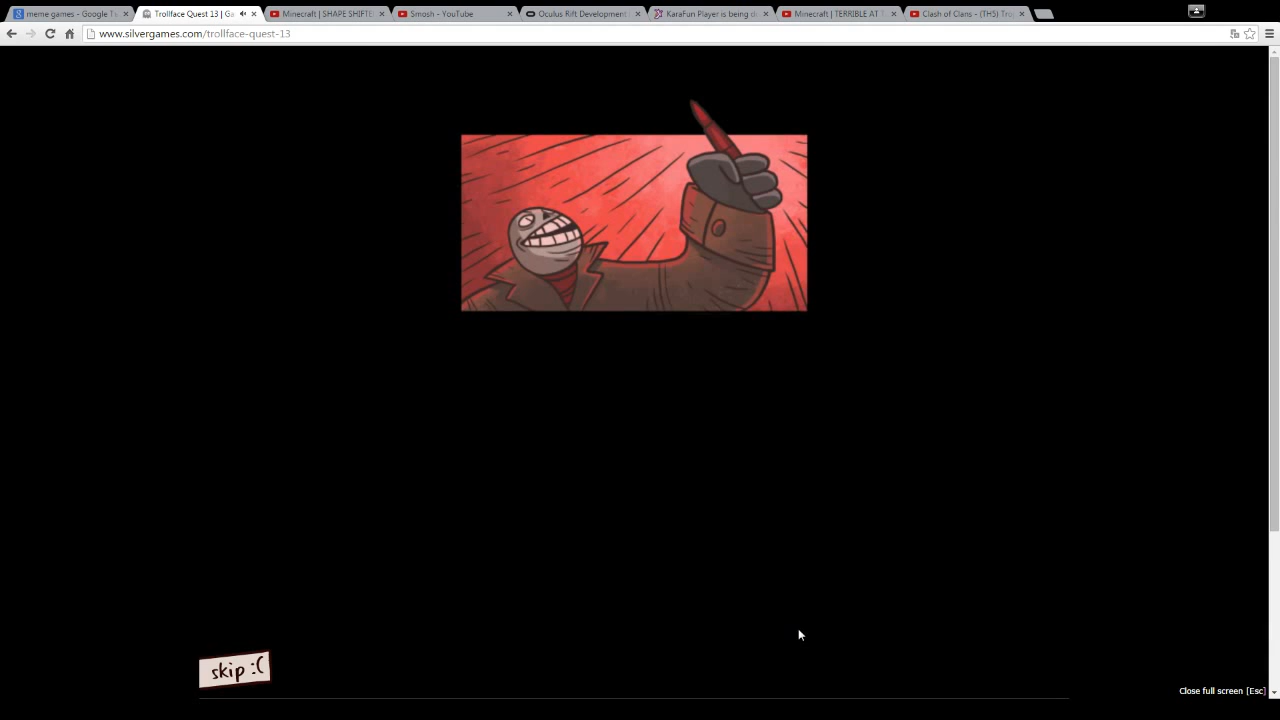 meme games - Google Ti
Trollface Quest 13 | Ga
Minecraft | SHAPE SHIFTE
Smosh - YouTube
Oculus Rift Development
KaraFun Player is being di
Minecraft | TERRIBLE AT
Clash of Clans - (TH5) Tro
www.silvergames.com/trollface-quest-13
skip :(
Close full screen [Esc]